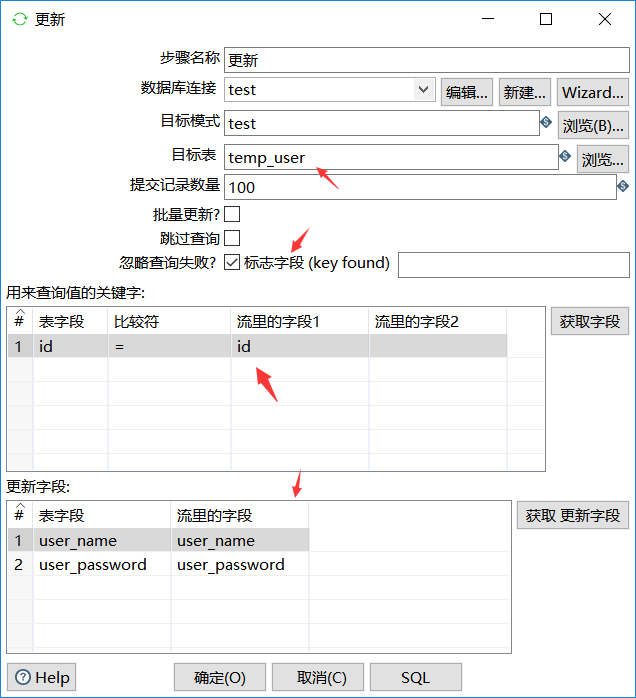 更新
步骤名称 更新
数据库连接 test 编辑... 新建... Wizard...
目标模式 test 浏览(B)...
目标表 temp_user 浏览...
提交记录数量 100
批量更新?
跳过查询
忽略查询失败? 标志字段 (key found)
用来查询值的关键字:
# 表字段 比较符 流里的字段1 流里的字段2 获取字段
1 id = id
更新字段:
# 表字段 流里的字段 获取 更新字段
1 user_name user_name
2 user_password user_password
Help 确定(O) 取消(C) SQL